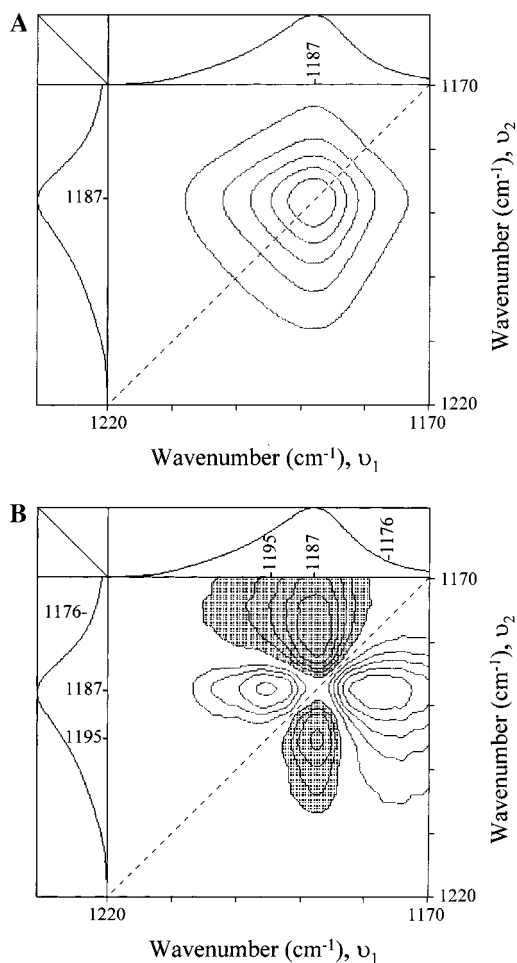 A
-1187
1170
1187-
Wavenumber (cm⁻¹), υ₂
1220
1220
1170
Wavenumber (cm⁻¹), υ₁
B
-1195
-1187
-1176
1170
1176-
1187-
1195-
Wavenumber (cm⁻¹), υ₂
1220
1220
1170
Wavenumber (cm⁻¹), υ₁